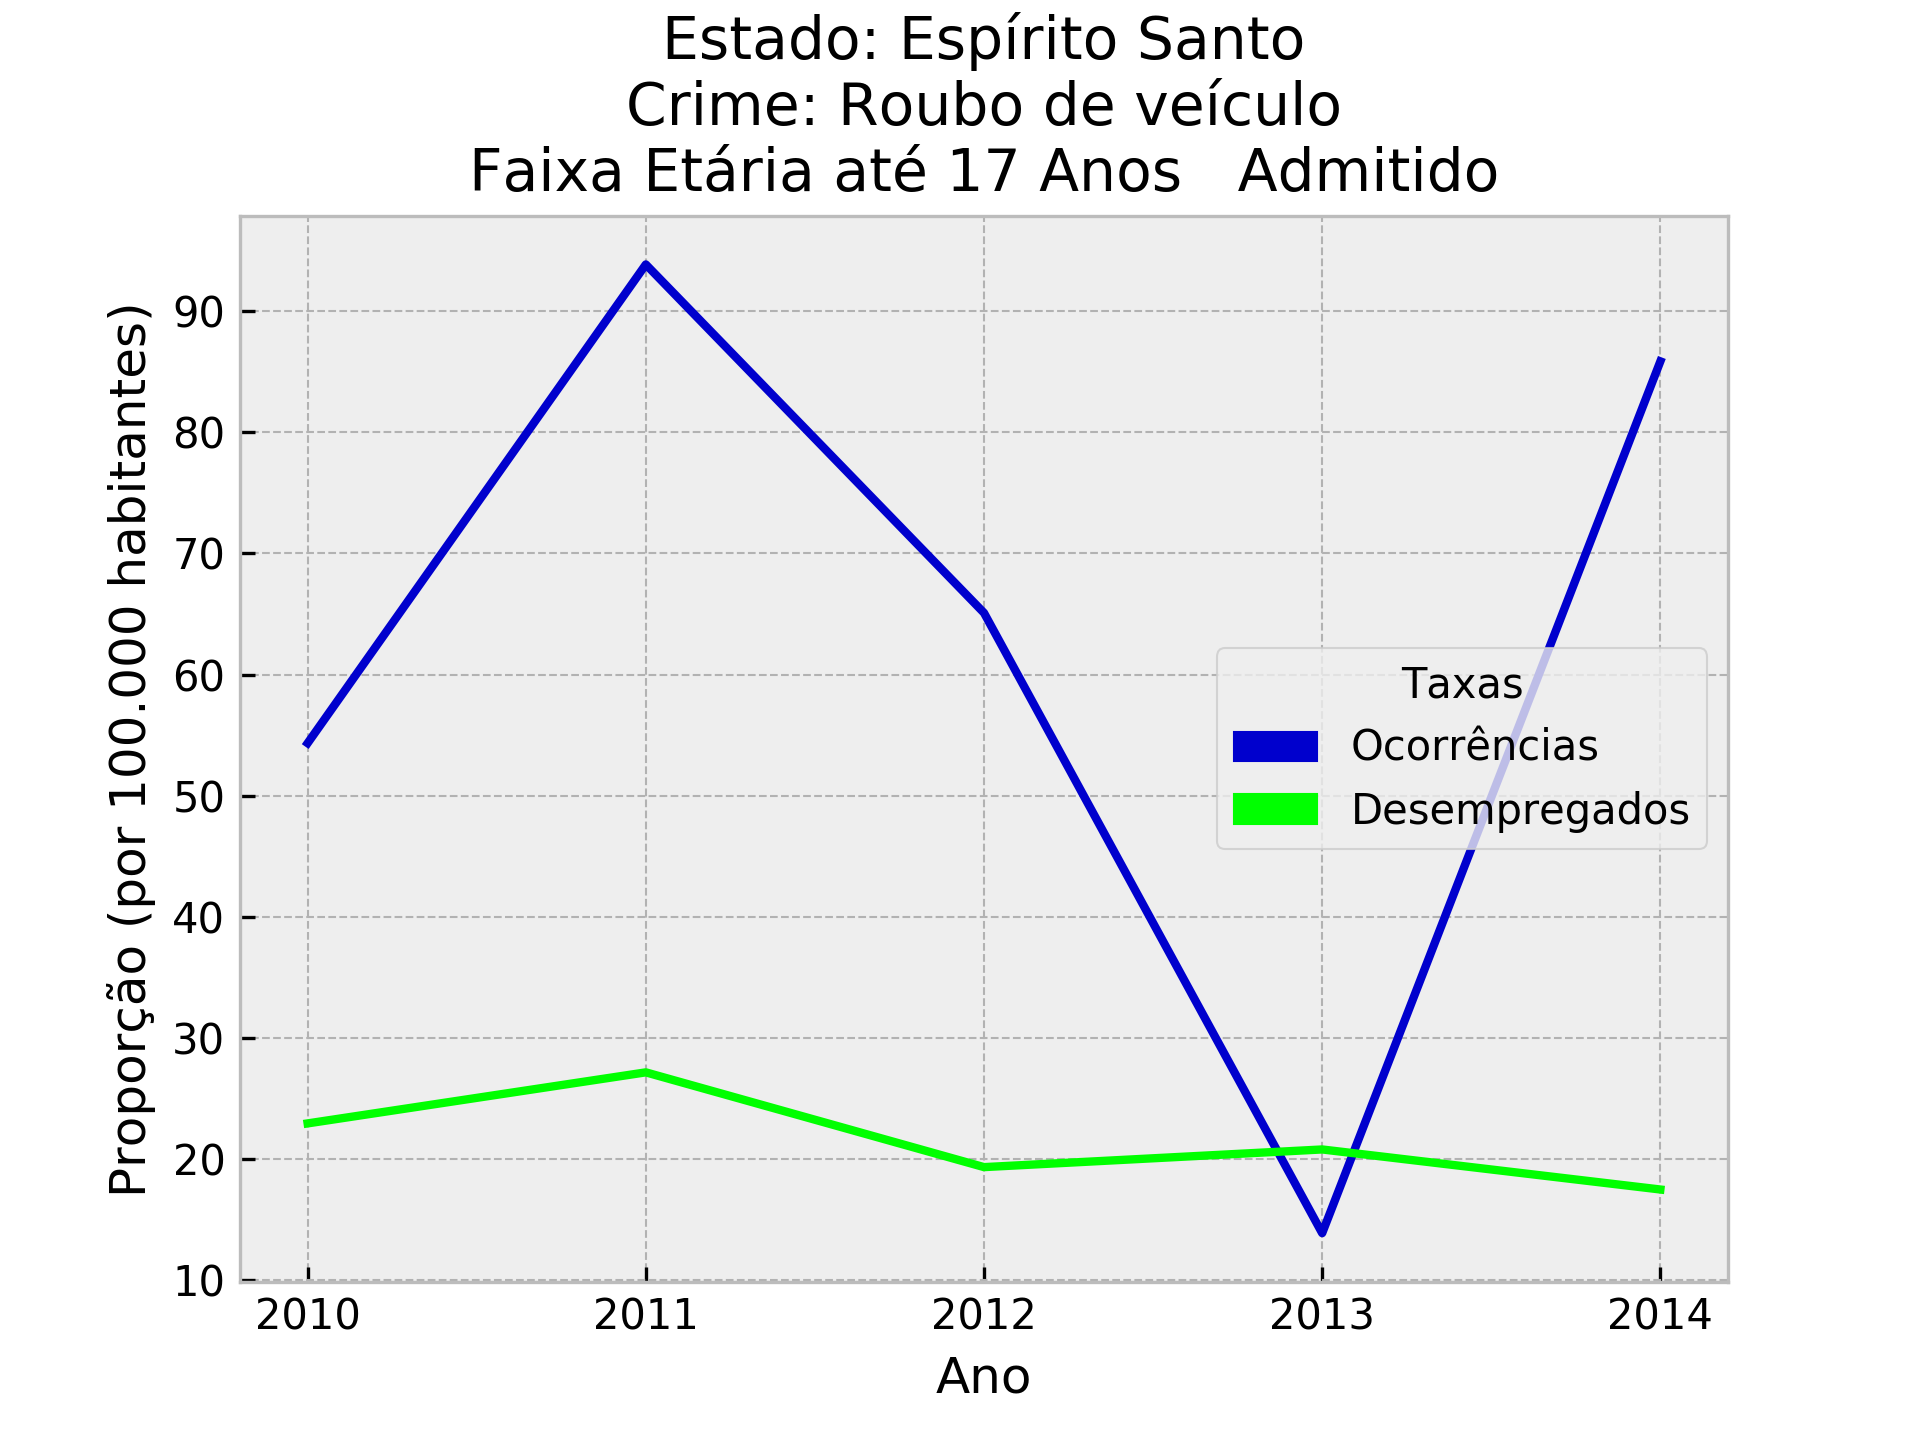 Estado: Espírito Santo
Crime: Roubo de veículo
Faixa Etária até 17 Anos   Admitido
Proporção (por 100.000 habitantes)
90
80
70
60
50
40
30
20
10
Taxas
Ocorrências
Desempregados
2010 2011 2012 2013 2014
Ano